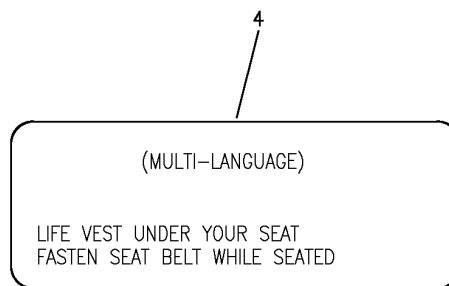 4
(MULTI-LANGUAGE)
LIFE VEST UNDER YOUR SEAT
FASTEN SEAT BELT WHILE SEATED